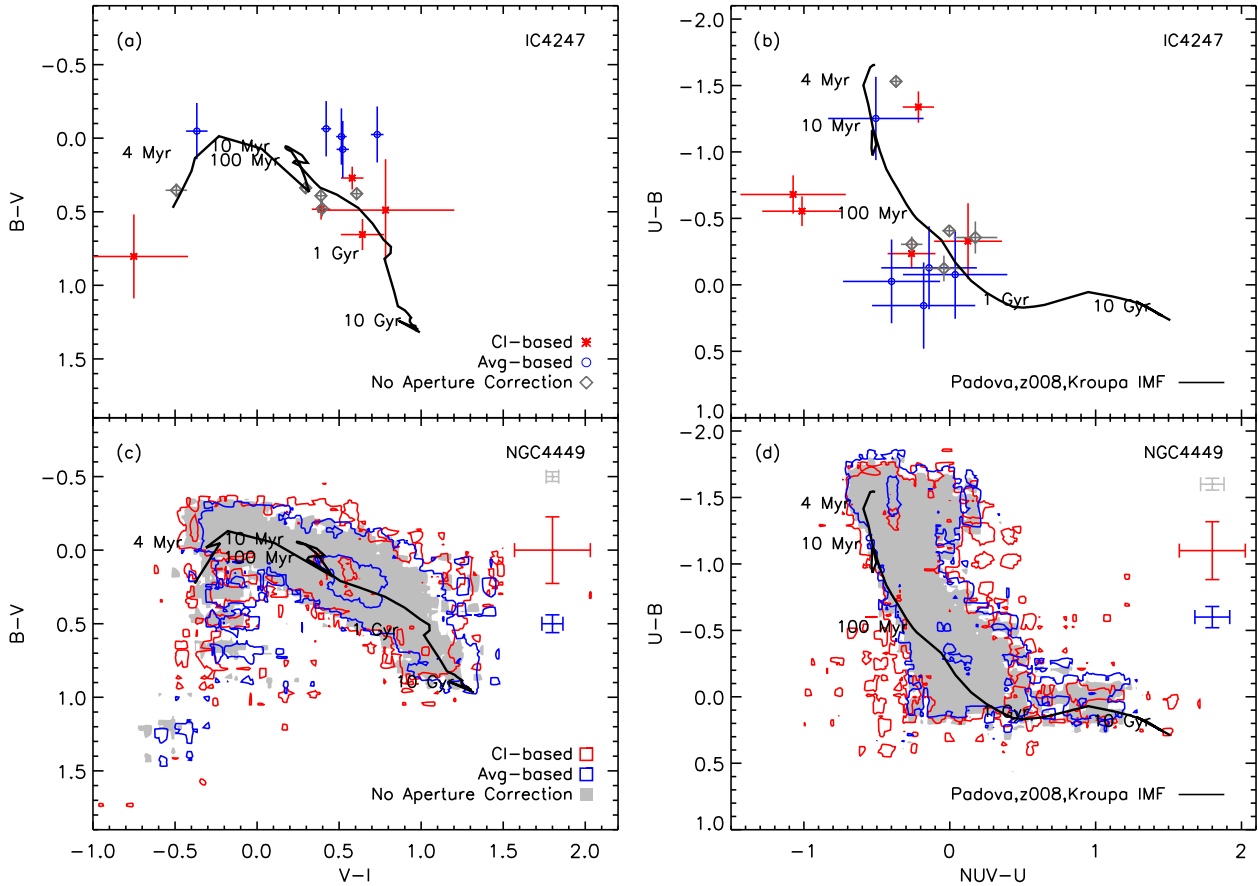 (a)
IC4247
−0.5
0.0
0.5
1.0
1.5
B−V
4 Myr
10 Myr
100 Myr
1 Gyr
10 Gyr
CI−based
Avg−based
No Aperture Correction
(b)
IC4247
−2.0
−1.5
−1.0
−0.5
0.0
0.5
1.0
U−B
4 Myr
10 Myr
100 Myr
1 Gyr
10 Gyr
Padova,z008,Kroupa IMF
(c)
NGC4449
−0.5
0.0
0.5
1.0
1.5
B−V
4 Myr
10 Myr
100 Myr
1 Gyr
10 Gyr
CI−based
Avg−based
No Aperture Correction
−1.0
−0.5
0.0
0.5
1.0
1.5
2.0
V−I
(d)
NGC4449
−2.0
−1.5
−1.0
−0.5
0.0
0.5
1.0
U−B
4 Myr
10 Myr
100 Myr
1 Gyr
10 Gyr
Padova,z008,Kroupa IMF
−1
0
1
2
NUV−U